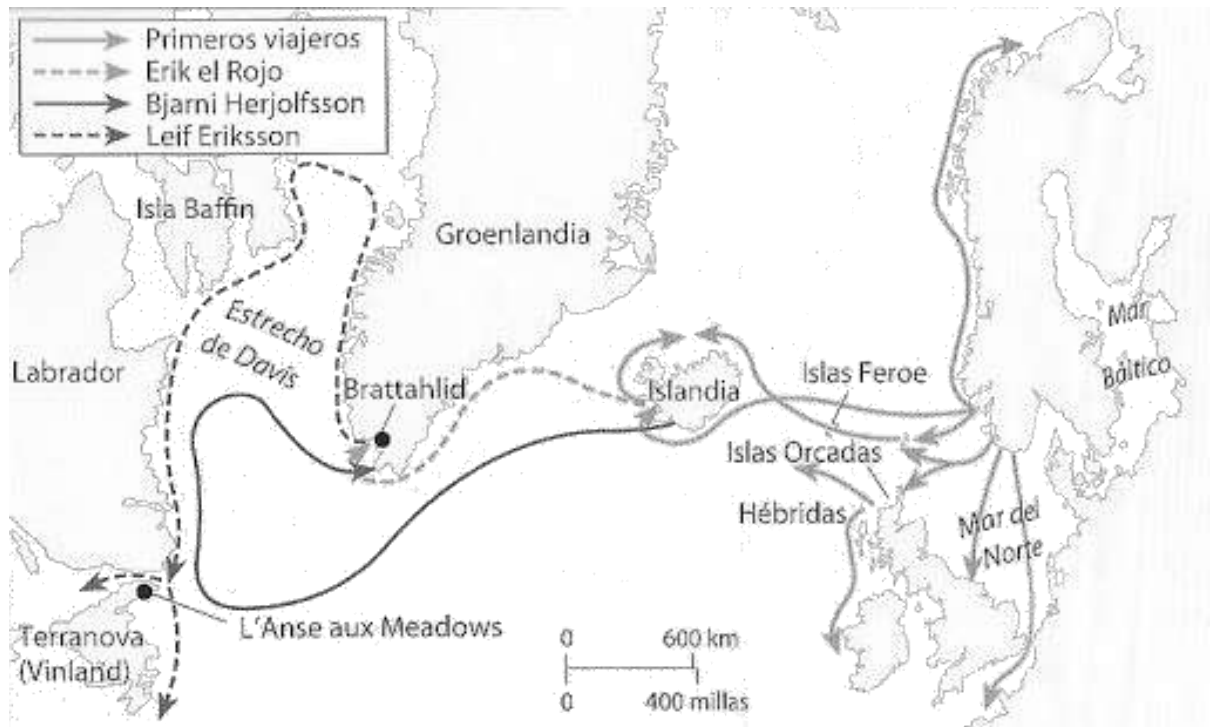 Primeros viajeros
Erik el Rojo
Bjarni Herjolfsson
Leif Eriksson
Isla Baffin
Groenlandia
Estrecho
de Davis
Labrador
Brattahlid
Islandia
Islas Feroe
Mar
Báltico
Islas Orcadas
Hébridas
Mar del
Norte
L'Anse aux Meadows
Terranova
(Vinland)
0 600 km
0 400 millas